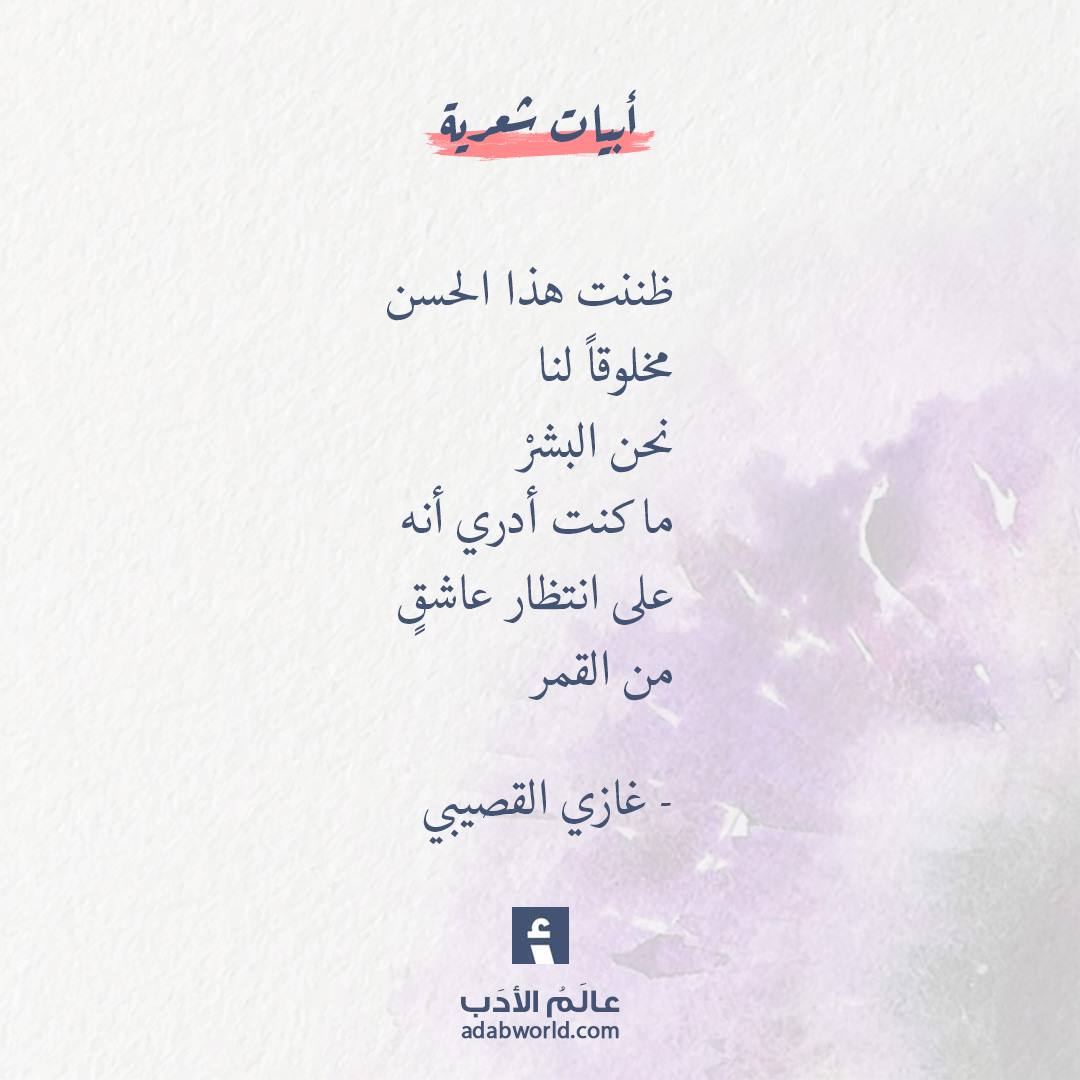 أبيات شعرية
ظننت هذا الحسن
مخلوقاً لنا
نحن البشرْ
ما كنت أدري أنه
على انتظار عاشقٍ
من القمر
- غازي القصيبي
أ
عالَمُ الأدَب
adabworld.com